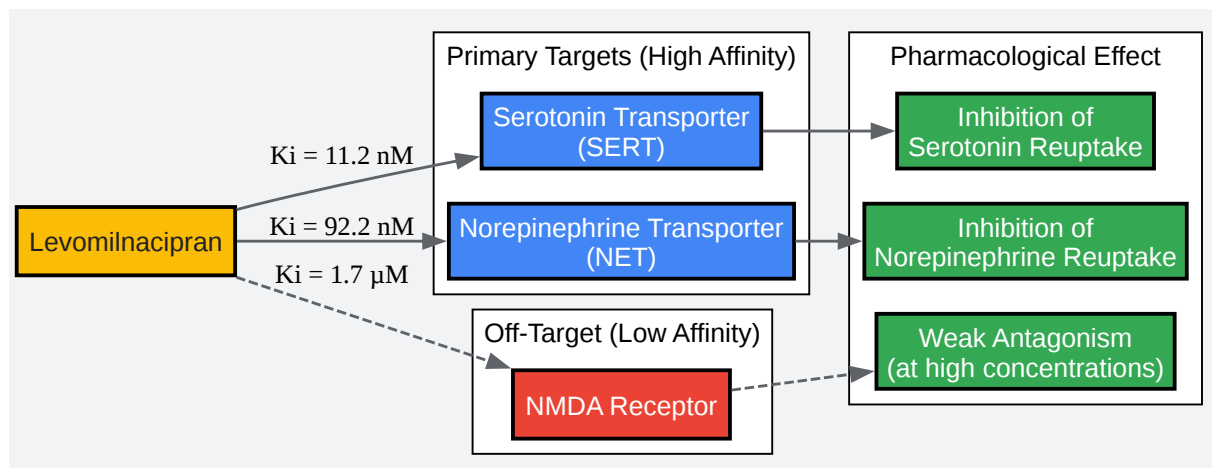 Primary Targets (High Affinity)
Pharmacological Effect
Serotonin Transporter
(SERT)
Inhibition of
Serotonin Reuptake
Ki = 11.2 nM
Levomilnacipran
Ki = 92.2 nM
Norepinephrine Transporter
(NET)
Inhibition of
Norepinephrine Reuptake
Ki = 1.7 µM
Off-Target (Low Affinity)
NMDA Receptor
Weak Antagonism
(at high concentrations)